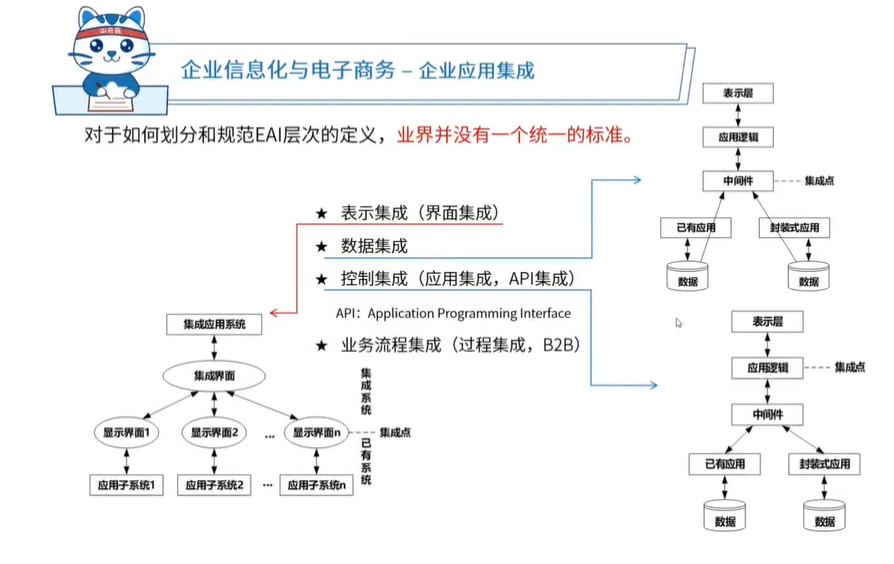 企业信息化与电子商务 – 企业应用集成
对于如何划分和规范EAI层次的定义，业界并没有一个统一的标准。
★ 表示集成（界面集成）
★ 数据集成
★ 控制集成（应用集成，API集成）
API：Application Programming Interface
★ 业务流程集成（过程集成，B2B）
集成应用系统
集成界面
显示界面1
显示界面2
...
显示界面n
集成点
应用子系统1
应用子系统2
...
应用子系统n
集成系统
已有系统
表示层
应用逻辑
中间件
集成点
已有应用
封装式应用
数据
数据
表示层
应用逻辑
集成点
中间件
已有应用
封装式应用
数据
数据